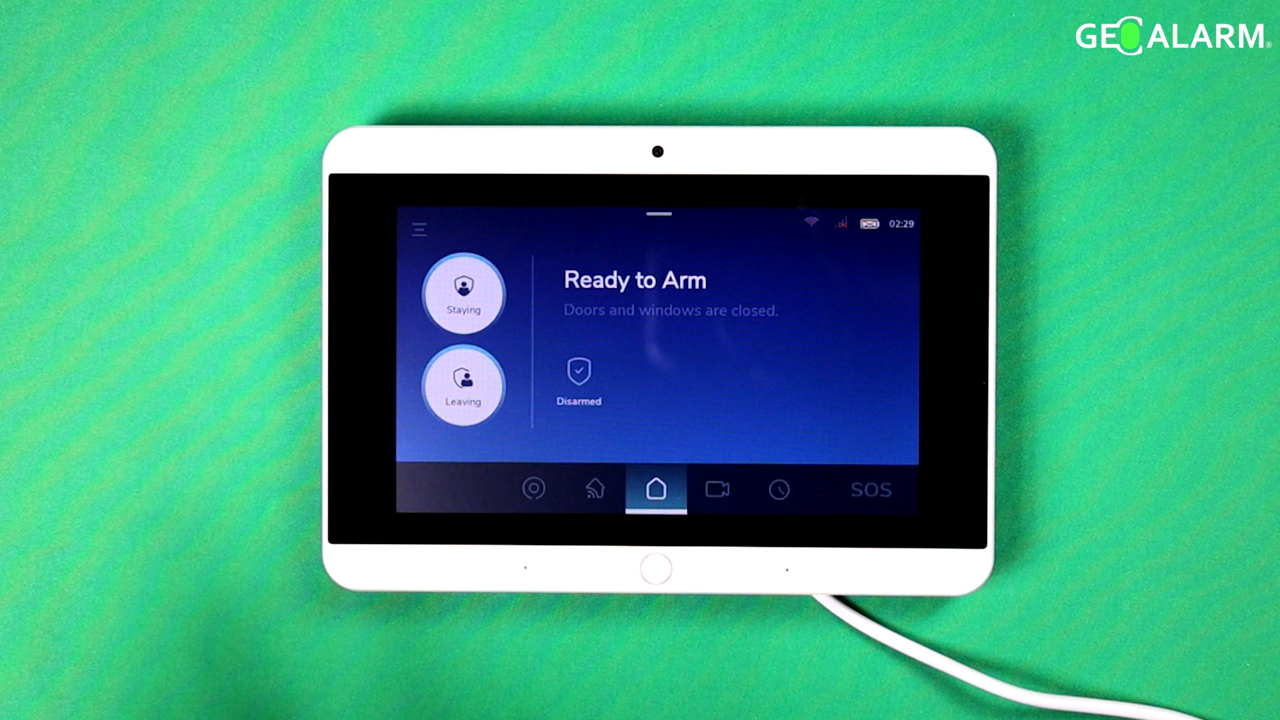 GEOALARM®
02:29
Ready to Arm
Doors and windows are closed.
Staying
Leaving
Disarmed
SOS